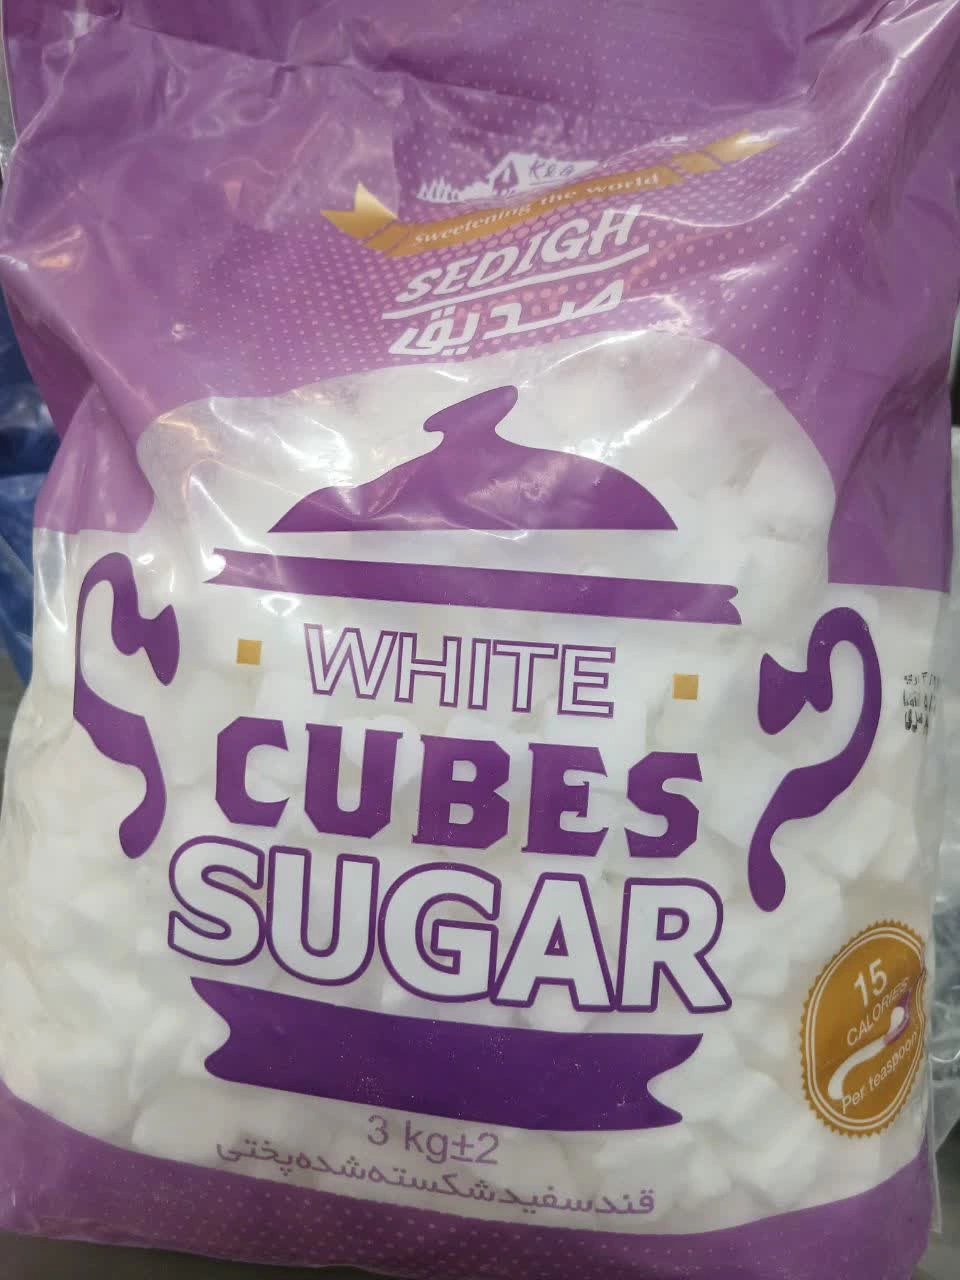 sweetening the world
SEDIGH
صدیق
WHITE
CUBES
SUGAR
15
CALORIES
Per teaspoon
3 kg±2
قند سفید شکسته شده پختی